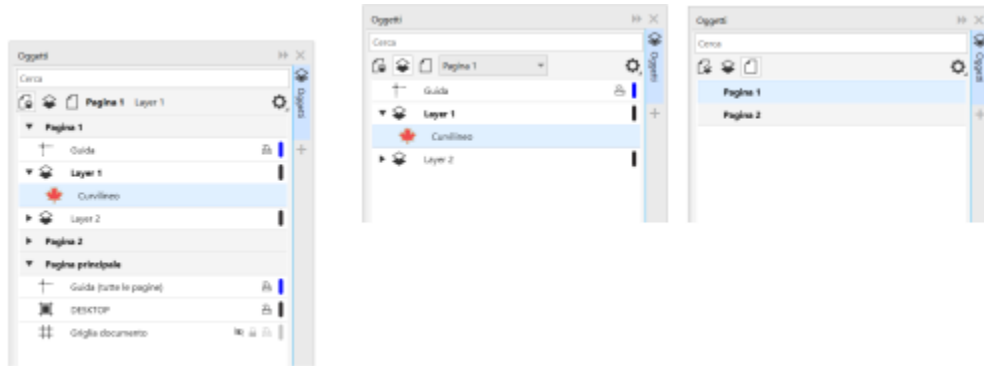 Oggetti
Cerca
Pagina 1 Layer 1
Pagina 1
Guida
Layer 1
Curvilineo
Layer 2
Pagina 2
Pagina principale
Guida (tutte le pagine)
DESKTOP
Griglia documento
Oggetti
Oggetti
Cerca
Pagina 1
Guida
Layer 1
Curvilineo
Layer 2
Oggetti
Oggetti
Cerca
Pagina 1
Pagina 2
Oggetti